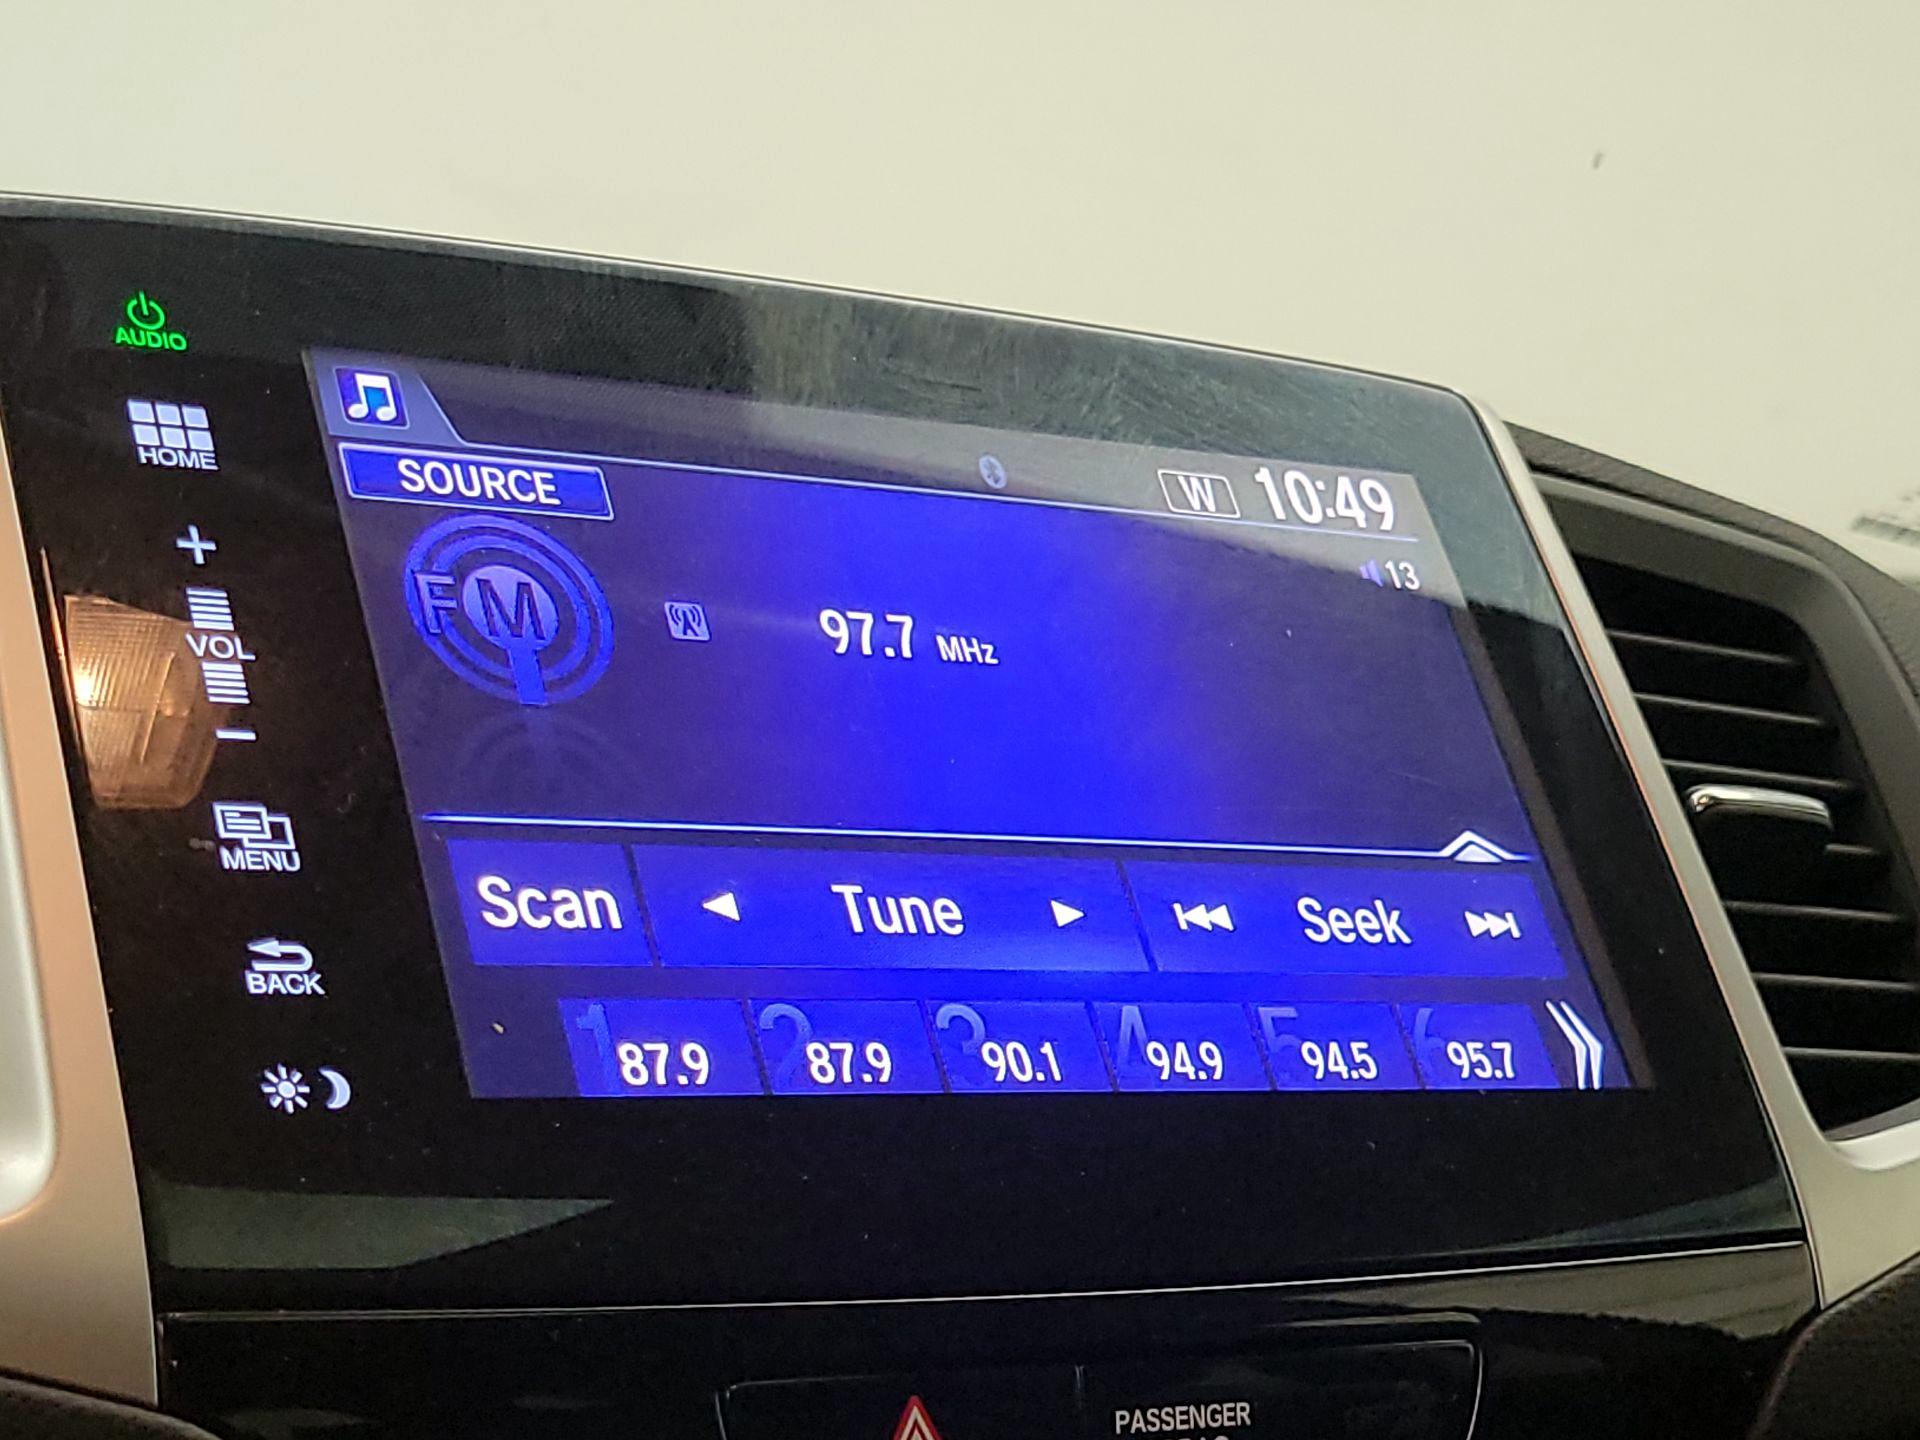 AUDIO
HOME
SOURCE
W 10:49
+
13
FM
97.7 MHz
VOL
-
MENU
Scan Tune Seek
BACK
1 87.9 2 87.9 3 90.1 4 94.9 5 94.5 6 95.7
PASSENGER